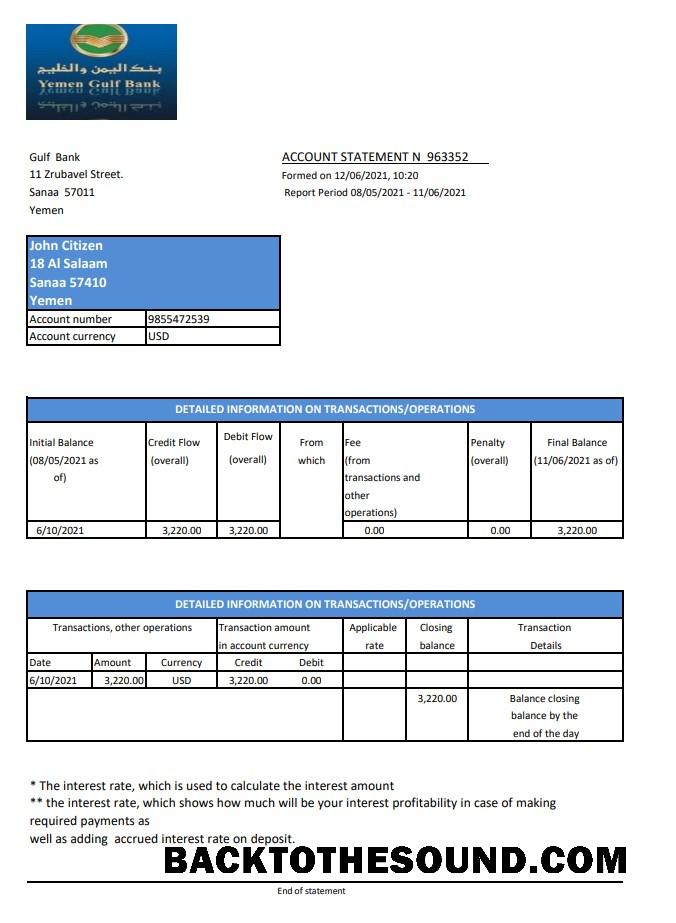 بنك اليمن والخليج
Yemen Gulf Bank
Gulf Bank
11 Zrubavel Street.
Sanaa 57011
Yemen
ACCOUNT STATEMENT N 963352
Formed on 12/06/2021, 10:20
Report Period 08/05/2021 - 11/06/2021
John Citizen
18 Al Salaam
Sanaa 57410
Yemen
Account number 9855472539
Account currency USD
DETAILED INFORMATION ON TRANSACTIONS/OPERATIONS
Initial Balance
(08/05/2021 as
of)
Credit Flow
(overall)
Debit Flow
(overall)
From
which
Fee
(from
transactions and
other
operations)
Penalty
(overall)
Final Balance
(11/06/2021 as of)
6/10/2021 3,220.00 3,220.00 0.00 0.00 3,220.00
DETAILED INFORMATION ON TRANSACTIONS/OPERATIONS
Transactions, other operations
Transaction amount
in account currency
Applicable
rate
Closing
balance
Transaction
Details
Date Amount Currency Credit Debit
6/10/2021 3,220.00 USD 3,220.00 0.00
3,220.00
Balance closing
balance by the
end of the day
* The interest rate, which is used to calculate the interest amount
** the interest rate, which shows how much will be your interest profitability in case of making
required payments as
well as adding accrued interest rate on deposit.
BACKTOTHESOUND.COM
End of statement